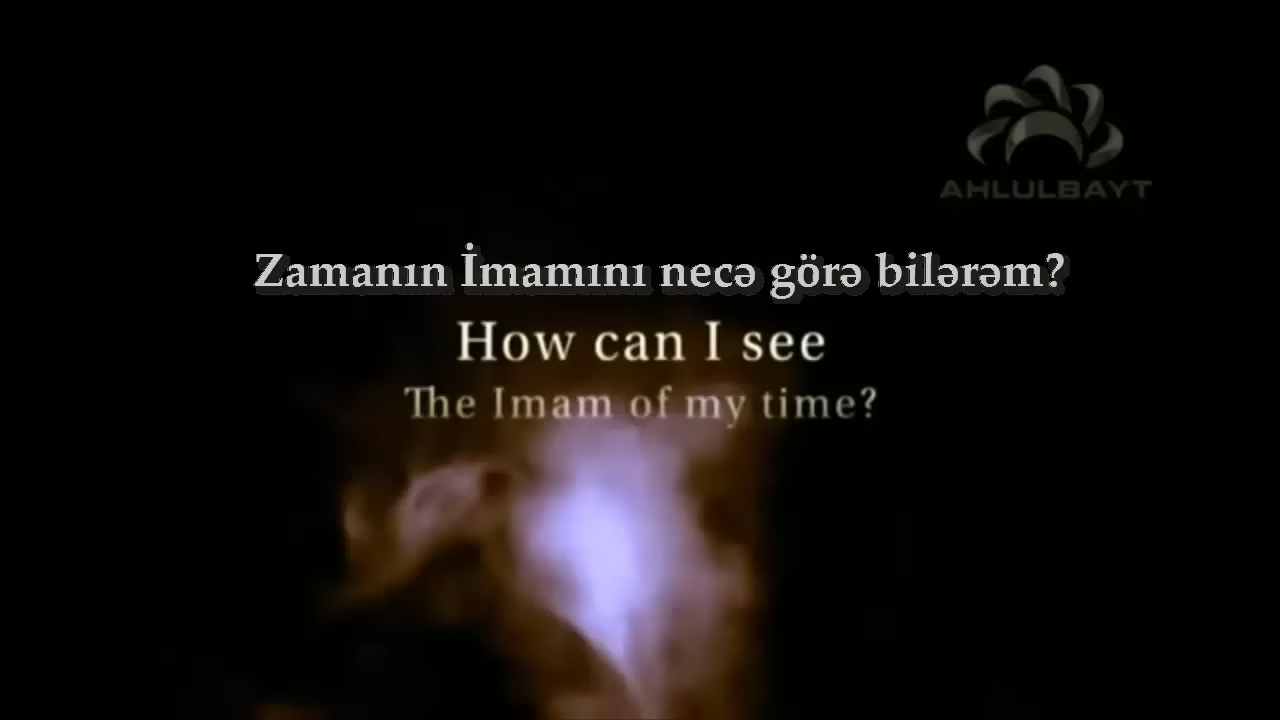 AHLULBAYT
Zamanın İmamını necə görə bilərəm?
How can I see
The Imam of my time?